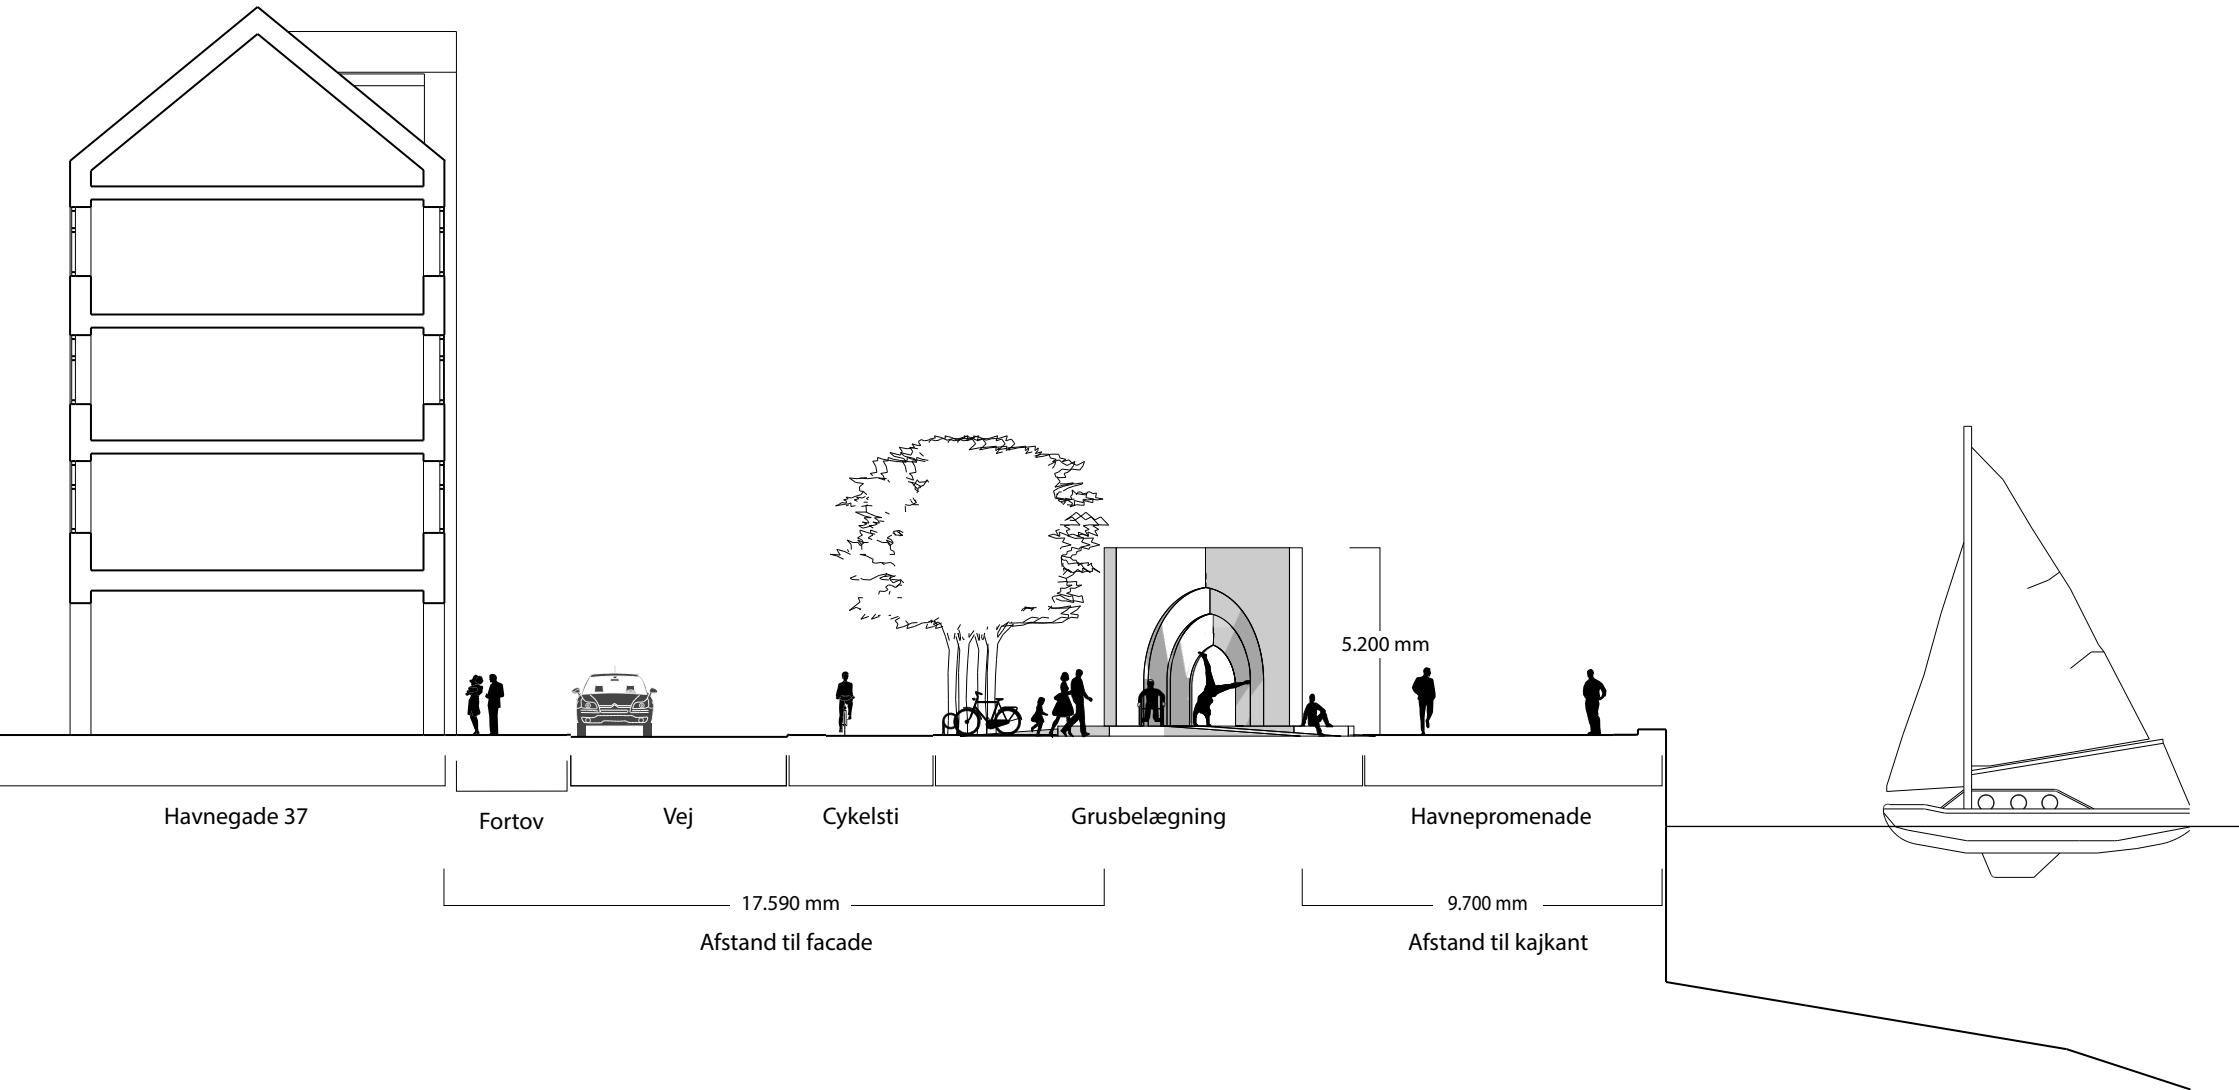 5.200 mm
Havnegade 37
Fortov
Vej
Cykelsti
Grusbelægning
Havnepromenade
17.590 mm
9.700 mm
Afstand til facade
Afstand til kajkant